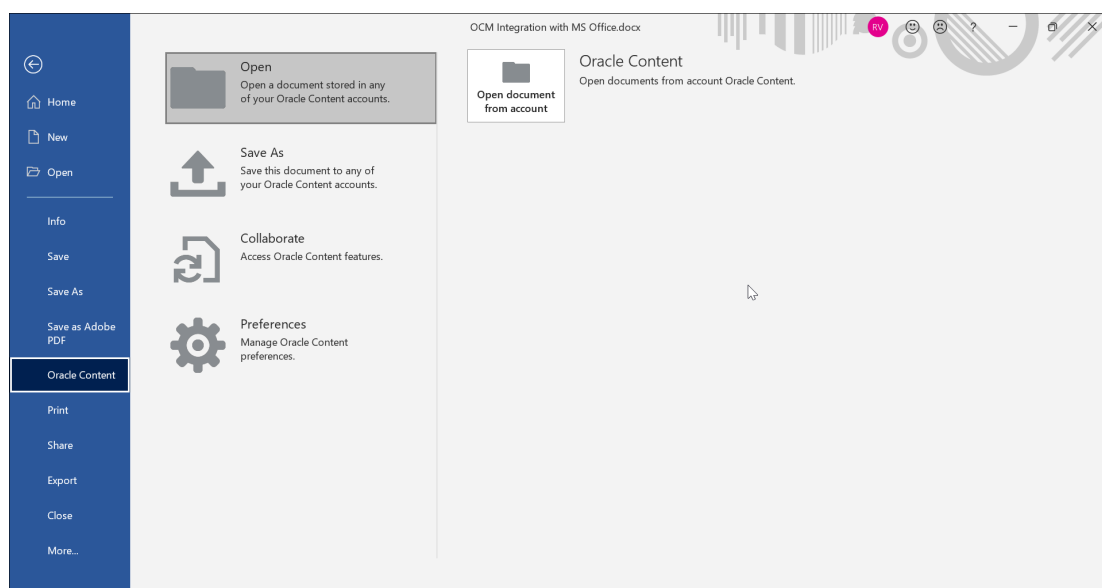 OCM Integration with MS Office.docx
RV
?
Home
New
Open
Info
Save
Save As
Save as Adobe
PDF
Oracle Content
Print
Share
Export
Close
More...
Open
Open a document stored in any
of your Oracle Content accounts.
Save As
Save this document to any of
your Oracle Content accounts.
Collaborate
Access Oracle Content features.
Preferences
Manage Oracle Content
preferences.
Open document
from account
Oracle Content
Open documents from account Oracle Content.